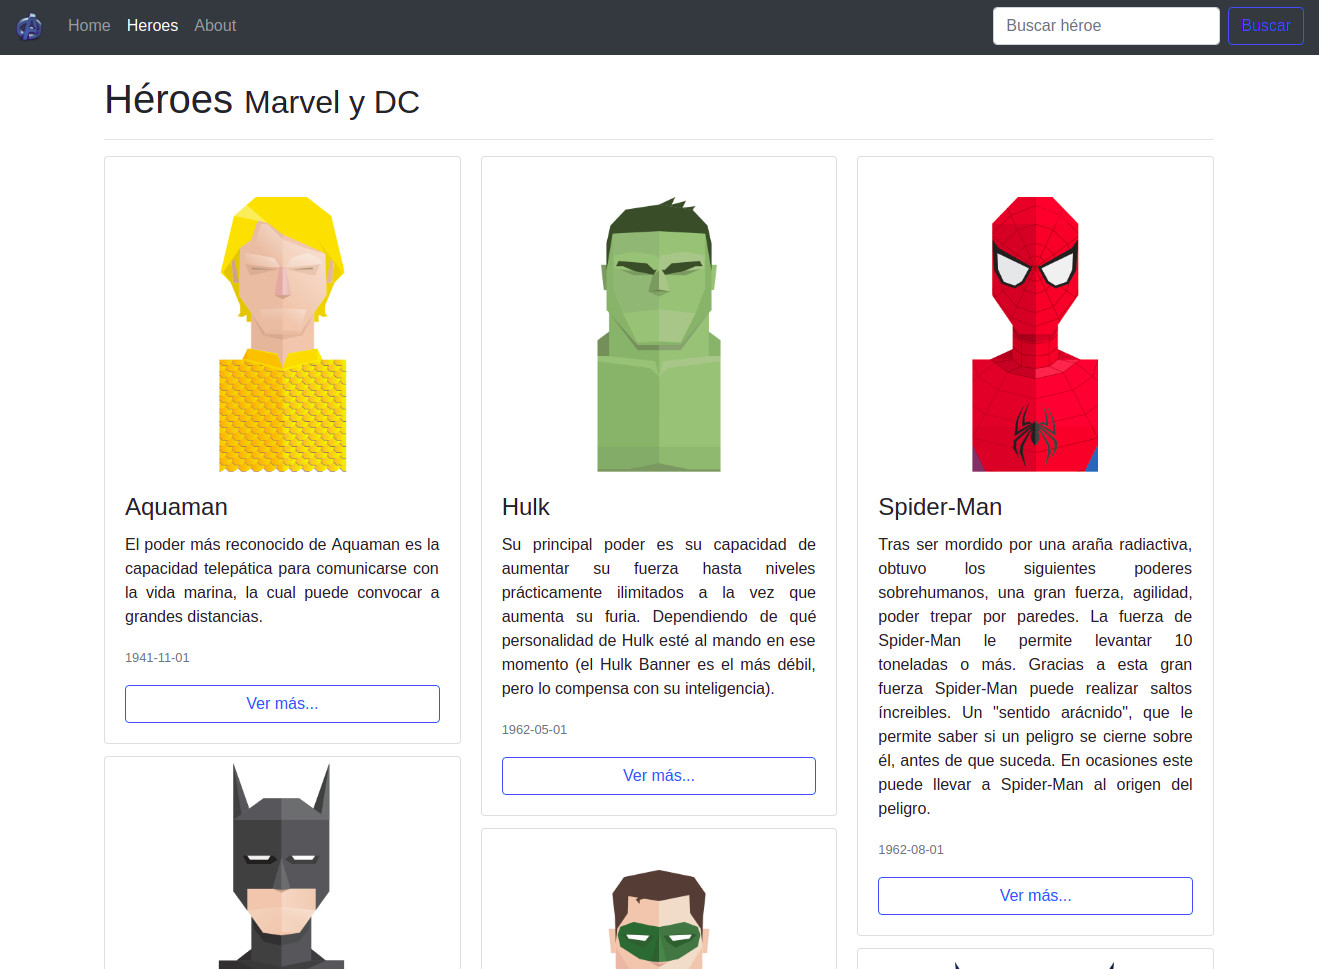 Home Heroes About
Buscar héroe
Buscar
Héroes Marvel y DC
Aquaman
El poder más reconocido de Aquaman es la
capacidad telepática para comunicarse con
la vida marina, la cual puede convocar a
grandes distancias.
1941-11-01
Ver más...
Hulk
Su principal poder es su capacidad de
aumentar su fuerza hasta niveles
prácticamente ilimitados a la vez que
aumenta su furia. Dependiendo de qué
personalidad de Hulk esté al mando en ese
momento (el Hulk Banner es el más débil,
pero lo compensa con su inteligencia).
1962-05-01
Ver más...
Spider-Man
Tras ser mordido por una araña radiactiva,
obtuvo los siguientes poderes
sobrehumanos, una gran fuerza, agilidad,
poder trepar por paredes. La fuerza de
Spider-Man le permite levantar 10
toneladas o más. Gracias a esta gran
fuerza Spider-Man puede realizar saltos
íncreibles. Un "sentido arácnido", que le
permite saber si un peligro se cierne sobre
él, antes de que suceda. En ocasiones este
puede llevar a Spider-Man al origen del
peligro.
1962-08-01
Ver más...